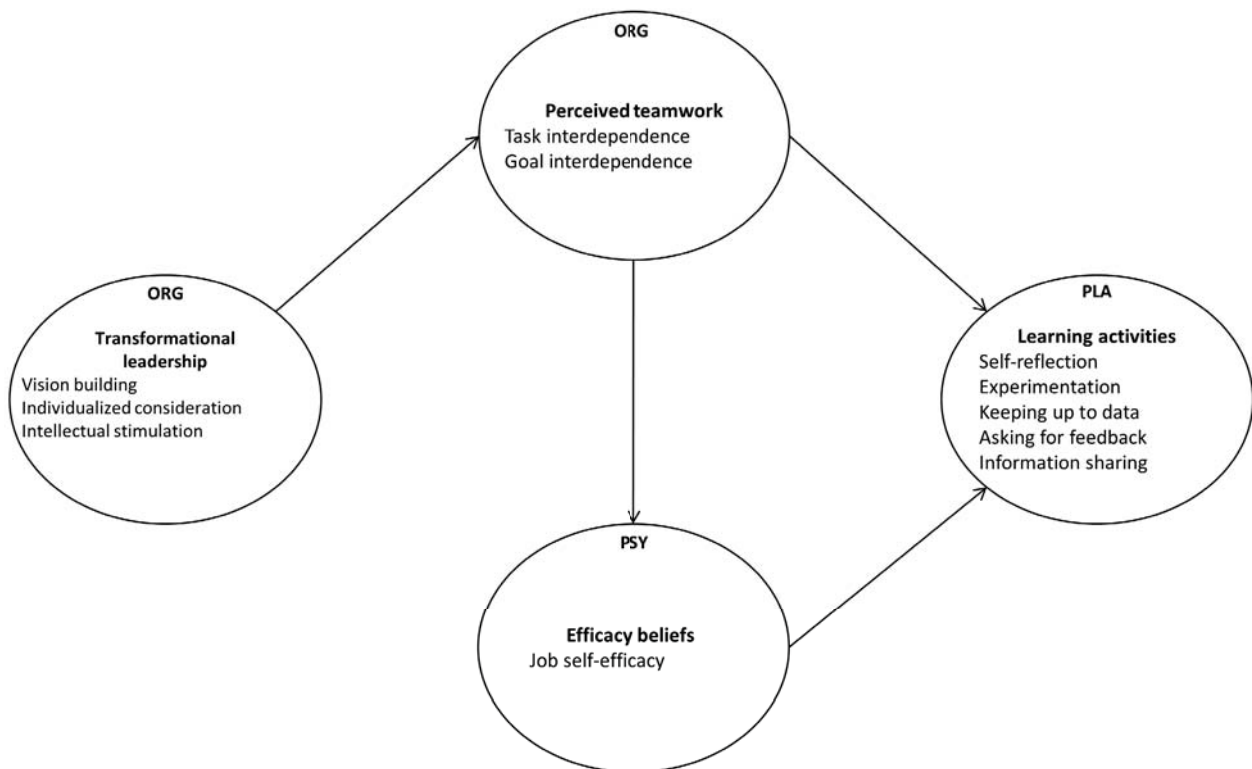 ORG
Perceived teamwork
Task interdependence
Goal interdependence
ORG
Transformational
leadership
Vision building
Individualized consideration
Intellectual stimulation
PLA
Learning activities
Self-reflection
Experimentation
Keeping up to data
Asking for feedback
Information sharing
PSY
Efficacy beliefs
Job self-efficacy